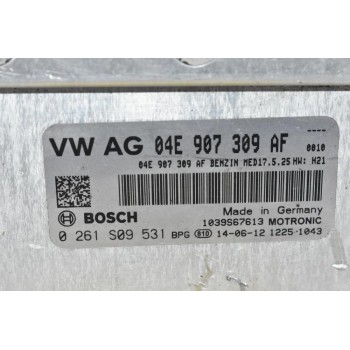 VW AG 04E 907 309 AF ----
0010
04E 907 309 AF BENZIN MED17.5.25 HW: H21
BOSCH
Made in Germany
1039S67613 MOTRONIC
0 261 S09 531 BPG 810 14-06-12 1225-1043